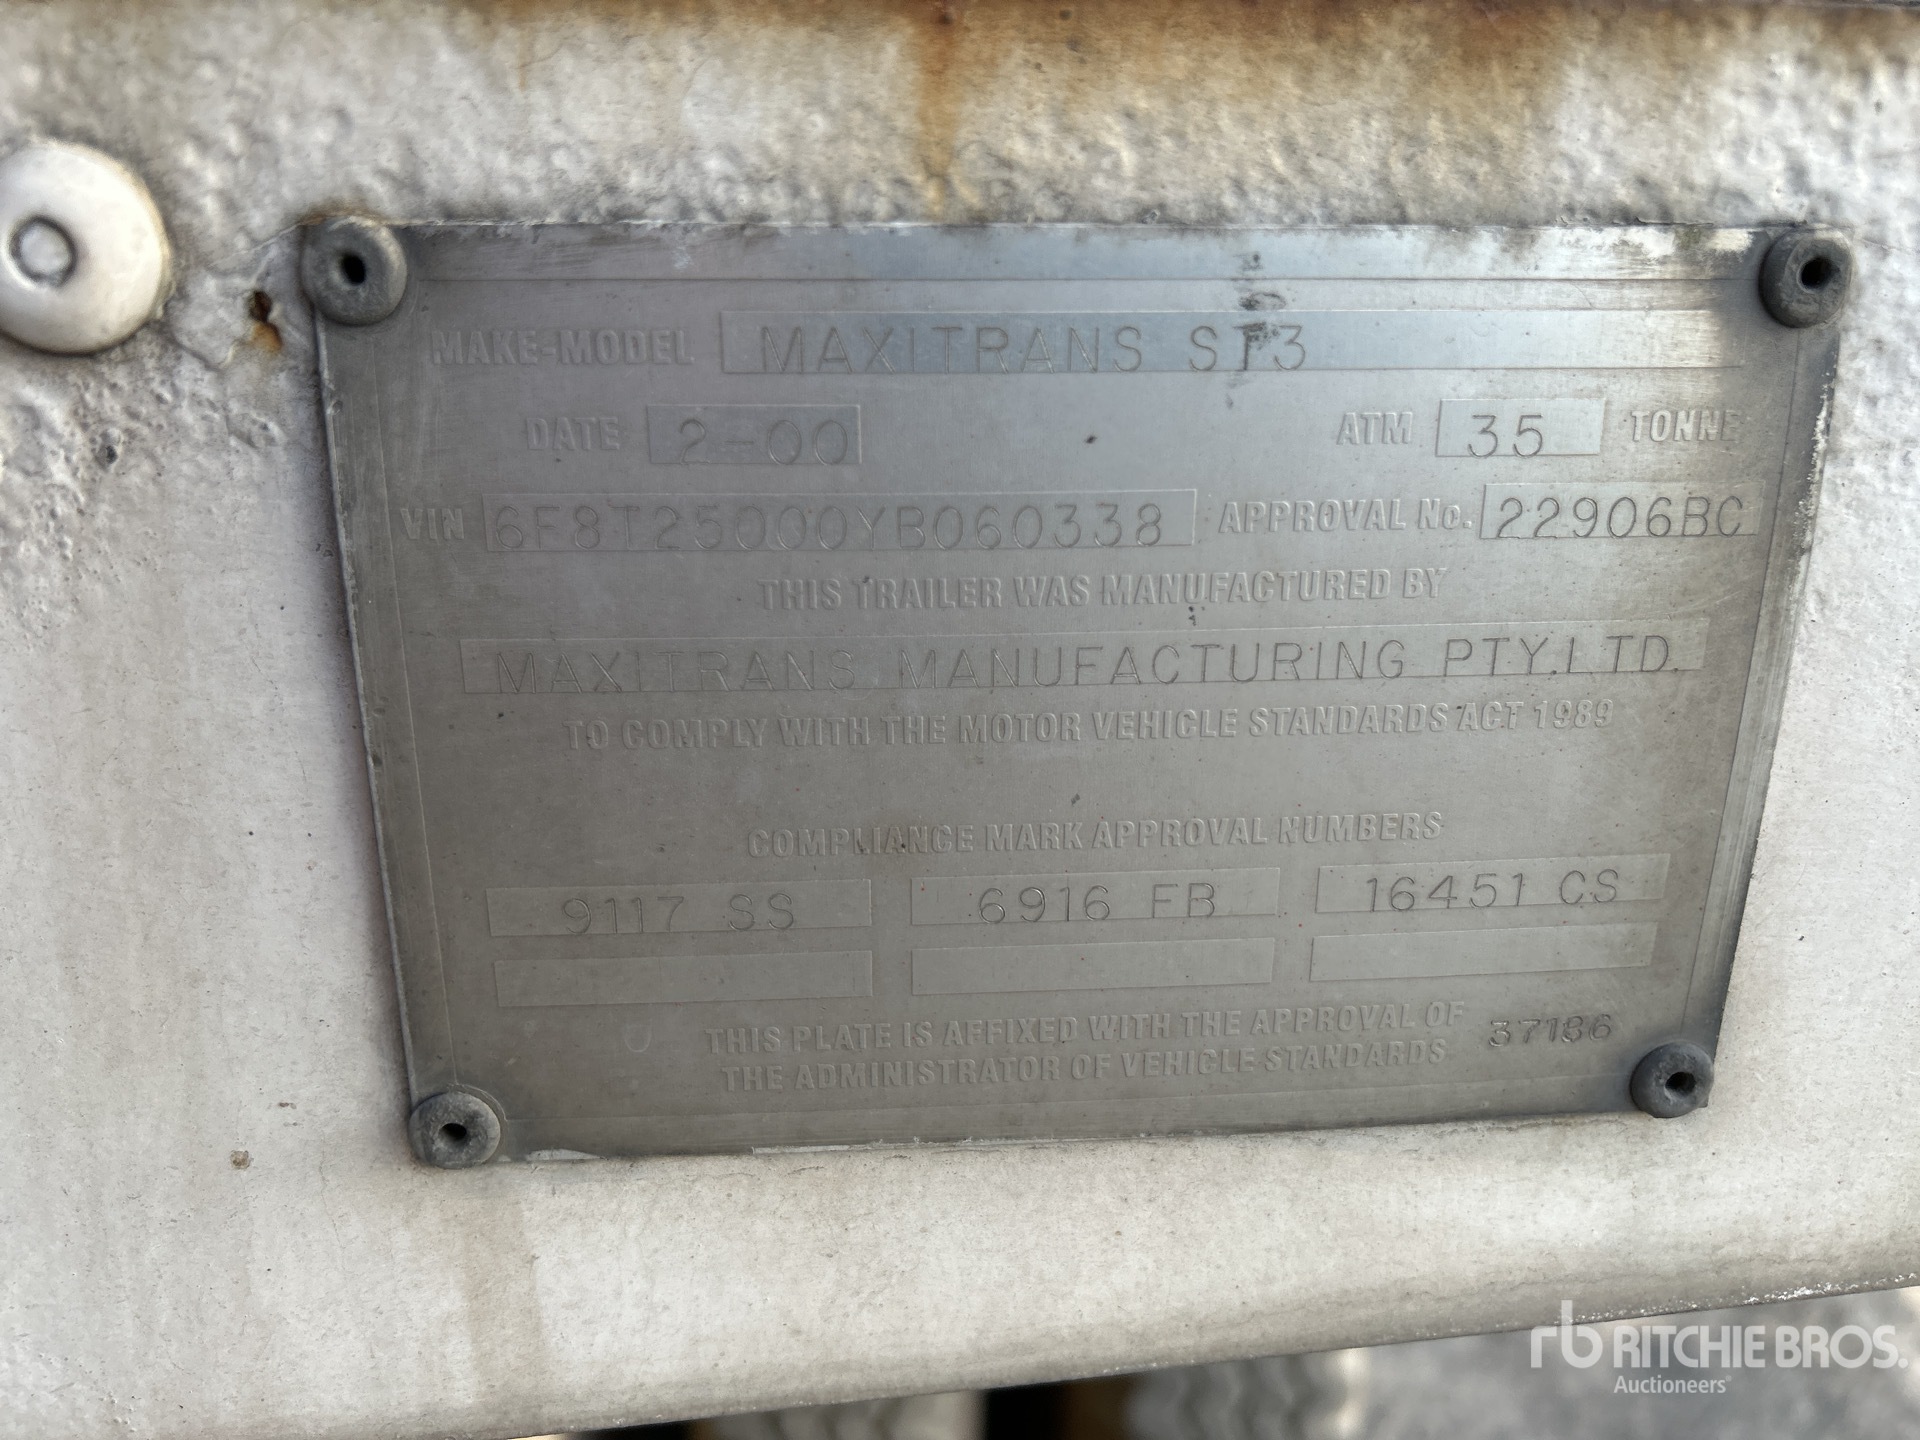 MAKE-MODEL MAXITRANS ST3
DATE 2-00 ATM 35 TONNE
VIN 6F8T25000YB060338 APPROVAL No. 22906BC
THIS TRAILER WAS MANUFACTURED BY
MAXITRANS MANUFACTURING PTY.LTD.
TO COMPLY WITH THE MOTOR VEHICLE STANDARDS ACT 1989
COMPLIANCE MARK APPROVAL NUMBERS
9117 SS 6916 FB 16451 CS
THIS PLATE IS AFFIXED WITH THE APPROVAL OF 37186
THE ADMINISTRATOR OF VEHICLE STANDARDS
rb RITCHIE BROS.
Auctioneers